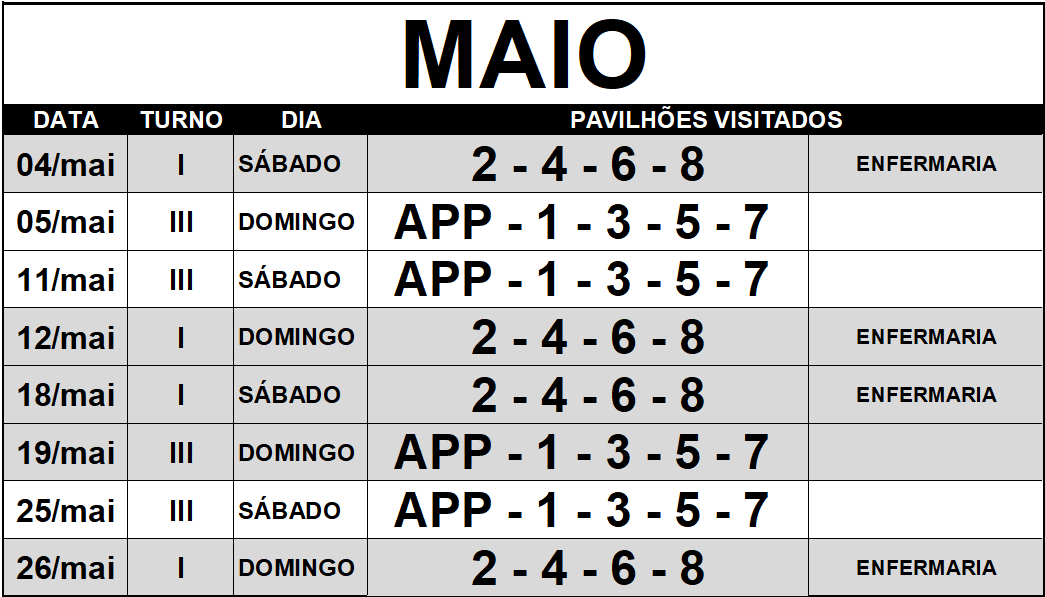 MAIO
DATA TURNO DIA PAVILHÕES VISITADOS
04/mai I SÁBADO 2 - 4 - 6 - 8 ENFERMARIA
05/mai III DOMINGO APP - 1 - 3 - 5 - 7
11/mai III SÁBADO APP - 1 - 3 - 5 - 7
12/mai I DOMINGO 2 - 4 - 6 - 8 ENFERMARIA
18/mai I SÁBADO 2 - 4 - 6 - 8 ENFERMARIA
19/mai III DOMINGO APP - 1 - 3 - 5 - 7
25/mai III SÁBADO APP - 1 - 3 - 5 - 7
26/mai I DOMINGO 2 - 4 - 6 - 8 ENFERMARIA